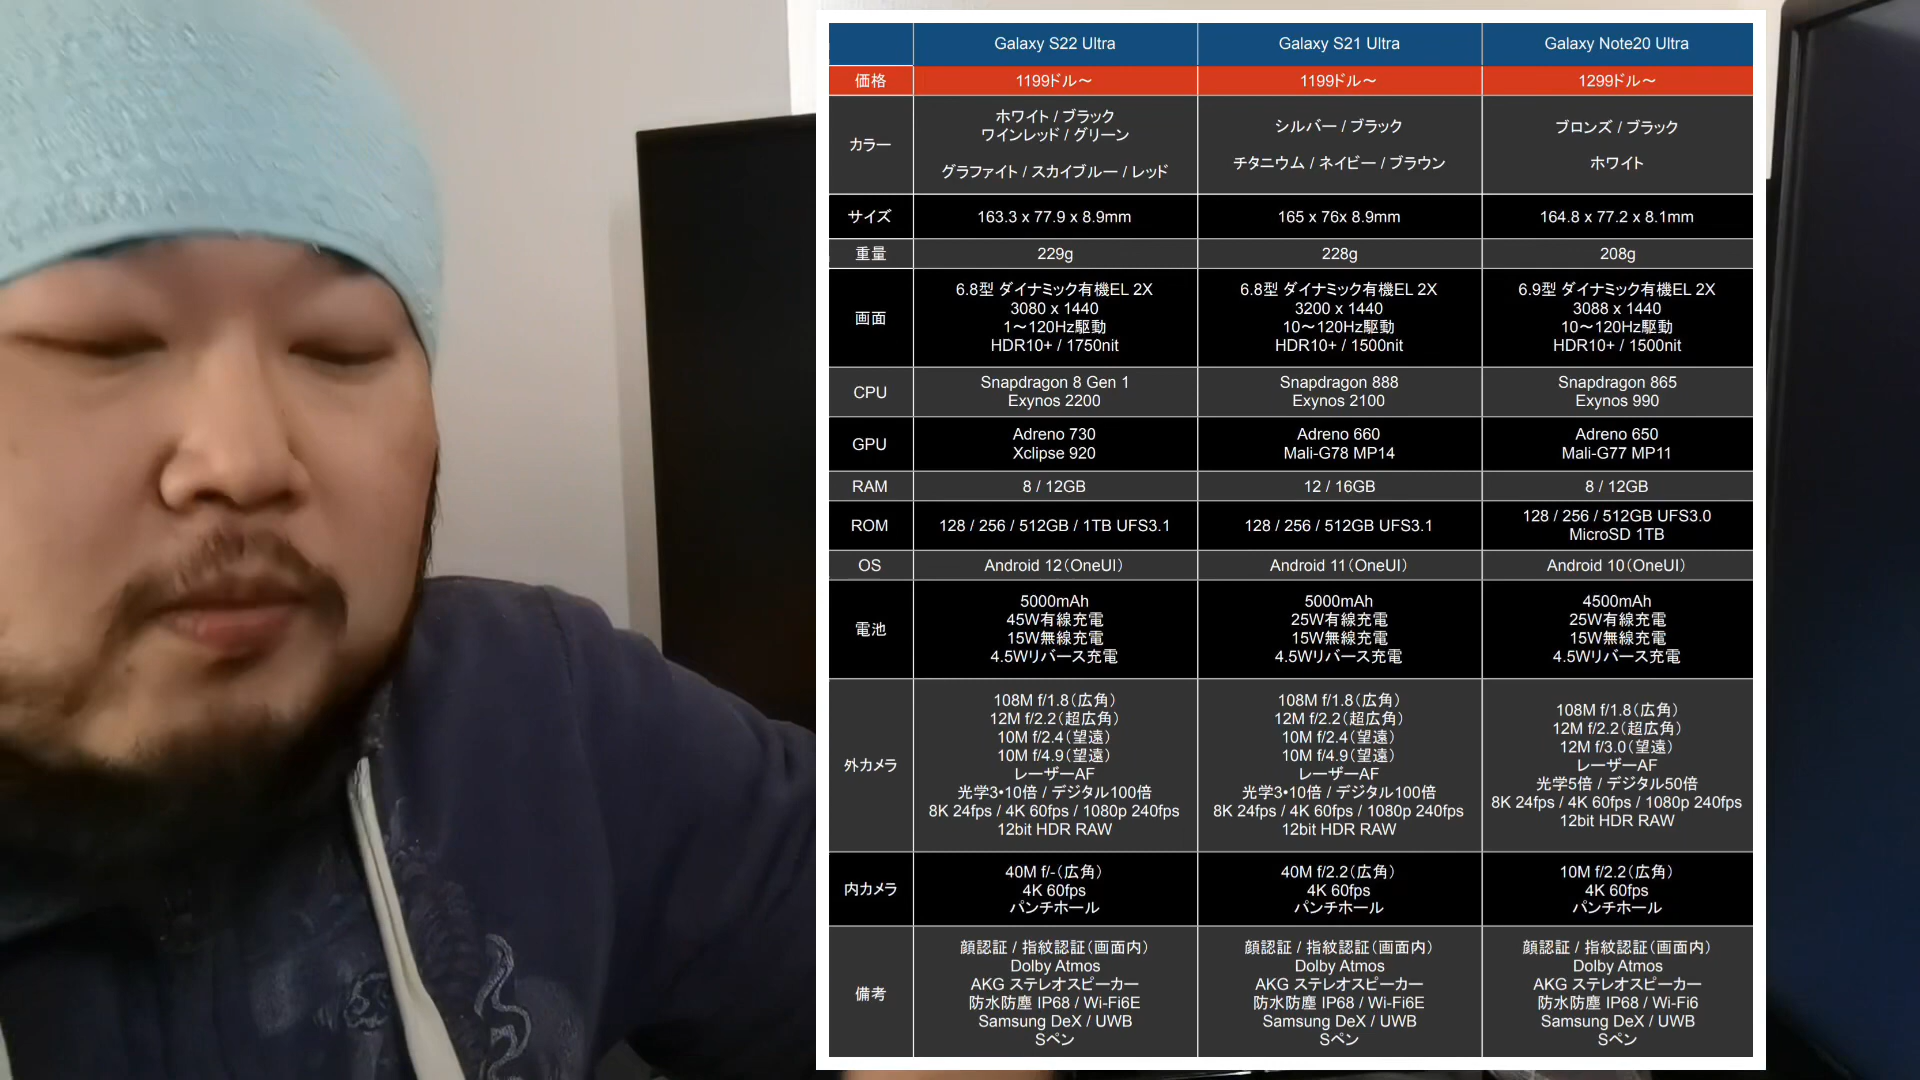 Galaxy S22 Ultra Galaxy S21 Ultra Galaxy Note20 Ultra
価格 1199ドル〜 1199ドル〜 1299ドル〜
カラー
ホワイト / ブラック
ワインレッド / グリーン
グラファイト / スカイブルー / レッド
シルバー / ブラック
チタニウム / ネイビー / ブラウン
ブロンズ / ブラック
ホワイト
サイズ 163.3 x 77.9 x 8.9mm 165 x 76x 8.9mm 164.8 x 77.2 x 8.1mm
重量 229g 228g 208g
画面
6.8型 ダイナミック有機EL 2X
3080 x 1440
1〜120Hz駆動
HDR10+ / 1750nit
6.8型 ダイナミック有機EL 2X
3200 x 1440
10〜120Hz駆動
HDR10+ / 1500nit
6.9型 ダイナミック有機EL 2X
3088 x 1440
10〜120Hz駆動
HDR10+ / 1500nit
CPU
Snapdragon 8 Gen 1
Exynos 2200
Snapdragon 888
Exynos 2100
Snapdragon 865
Exynos 990
GPU
Adreno 730
Xclipse 920
Adreno 660
Mali-G78 MP14
Adreno 650
Mali-G77 MP11
RAM 8 / 12GB 12 / 16GB 8 / 12GB
ROM
128 / 256 / 512GB / 1TB UFS3.1
128 / 256 / 512GB UFS3.1
128 / 256 / 512GB UFS3.0
MicroSD 1TB
OS Android 12(OneUI) Android 11(OneUI) Android 10(OneUI)
電池
5000mAh
45W有線充電
15W無線充電
4.5Wリバース充電
5000mAh
25W有線充電
15W無線充電
4.5Wリバース充電
4500mAh
25W有線充電
15W無線充電
4.5Wリバース充電
外カメラ
108M f/1.8(広角)
12M f/2.2(超広角)
10M f/2.4(望遠)
10M f/4.9(望遠)
レーザーAF
光学3•10倍 / デジタル100倍
8K 24fps / 4K 60fps / 1080p 240fps
12bit HDR RAW
108M f/1.8(広角)
12M f/2.2(超広角)
10M f/2.4(望遠)
10M f/4.9(望遠)
レーザーAF
光学3•10倍 / デジタル100倍
8K 24fps / 4K 60fps / 1080p 240fps
12bit HDR RAW
108M f/1.8(広角)
12M f/2.2(超広角)
12M f/3.0(望遠)
レーザーAF
光学5倍 / デジタル50倍
8K 24fps / 4K 60fps / 1080p 240fps
12bit HDR RAW
内カメラ
40M f/-(広角)
4K 60fps
パンチホール
40M f/2.2(広角)
4K 60fps
パンチホール
10M f/2.2(広角)
4K 60fps
パンチホール
備考
顔認証 / 指紋認証(画面内)
Dolby Atmos
AKG ステレオスピーカー
防水防塵 IP68 / Wi-Fi6E
Samsung DeX / UWB
Sペン
顔認証 / 指紋認証(画面内)
Dolby Atmos
AKG ステレオスピーカー
防水防塵 IP68 / Wi-Fi6E
Samsung DeX / UWB
Sペン
顔認証 / 指紋認証(画面内)
Dolby Atmos
AKG ステレオスピーカー
防水防塵 IP68 / Wi-Fi6
Samsung DeX / UWB
Sペン